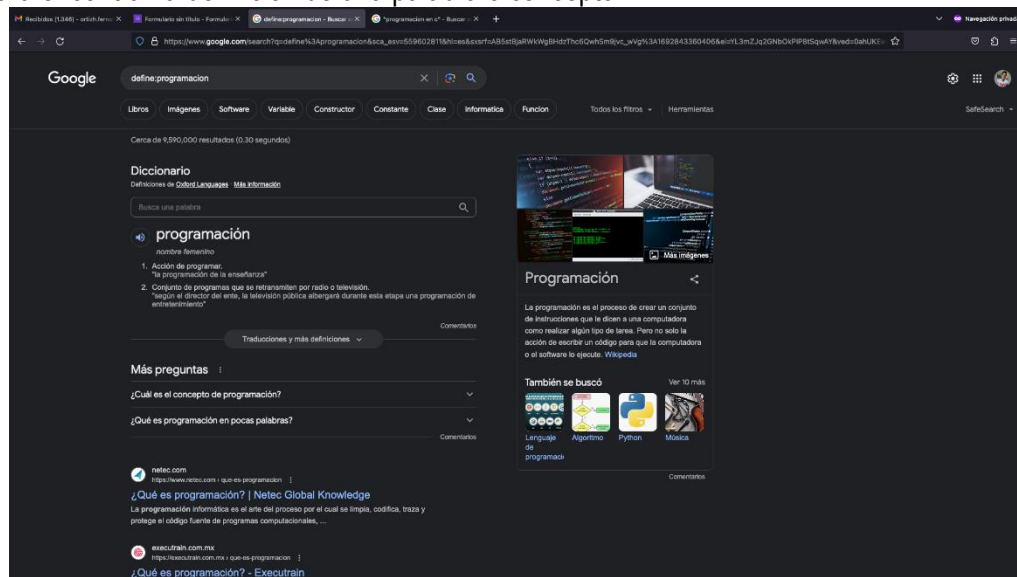 Recibidos (1,346) - ortizh.ferna
Formulario sin título - Formular
define:programacion - Buscar
"programacion en c" - Buscar
Navegación privada
https://www.google.com/search?q=define%3Aprogramacion&sca_esv=559602811&hl=es&
Google
define:programacion
Libros
Imágenes
Software
Variable
Constructor
Constante
Clase
Informatica
Funcion
Todos los filtros
Herramientas
SafeSearch
Cerca de 9,590,000 resultados (0.30 segundos)
Diccionario
Definiciones de Oxford Languages · Más información
Busca una palabra
programación
nombre femenino
1. Acción de programar.
"la programación de la enseñanza"
2. Conjunto de programas que se retransmiten por radio o televisión.
"según el director del ente, la televisión pública albergará durante esta etapa una programación de
entretenimiento"
Comentarios
Traducciones y más definiciones
Más preguntas
¿Cuál es el concepto de programación?
¿Qué es programación en pocas palabras?
Comentarios
netec.com
https://www.netec.com › que-es-programacion
¿Qué es programación? | Netec Global Knowledge
La programación informática es el arte del proceso por el cual se limpia, codifica, traza y
protege el código fuente de programas computacionales, ...
executrain.com.mx
https://executrain.com.mx › que-es-programacion
¿Qué es programación? - Executrain
Más imágenes
Programación
La programación es el proceso de crear un conjunto
de instrucciones que le dicen a una computadora
como realizar algún tipo de tarea. Pero no solo la
acción de escribir un código para que la computadora
o el software lo ejecute. Wikipedia
También se buscó
Ver 10 más
Lenguaje
de
programació
Algoritmo
Python
Música
Comentarios